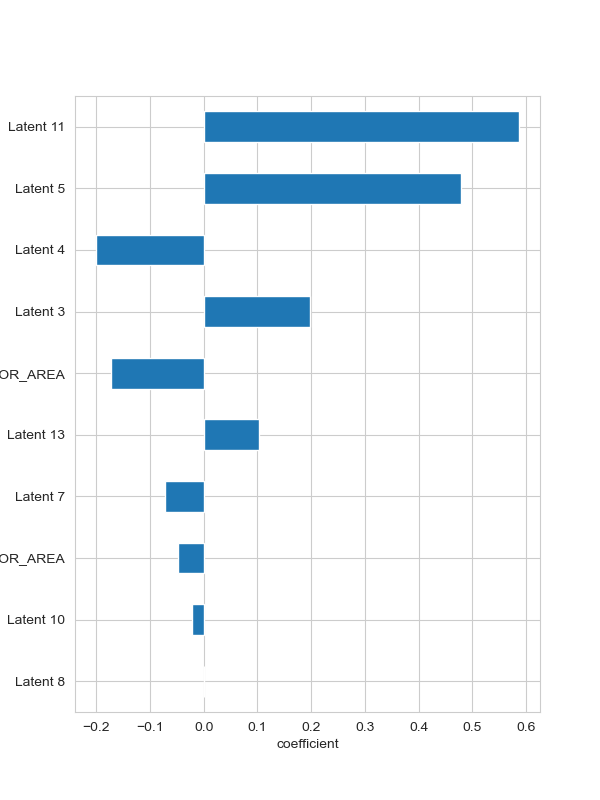 Latent 11
Latent 5
Latent 4
Latent 3
OR_AREA
Latent 13
Latent 7
OR_AREA
Latent 10
Latent 8
−0.2 −0.1 0.0 0.1 0.2 0.3 0.4 0.5 0.6
coefficient